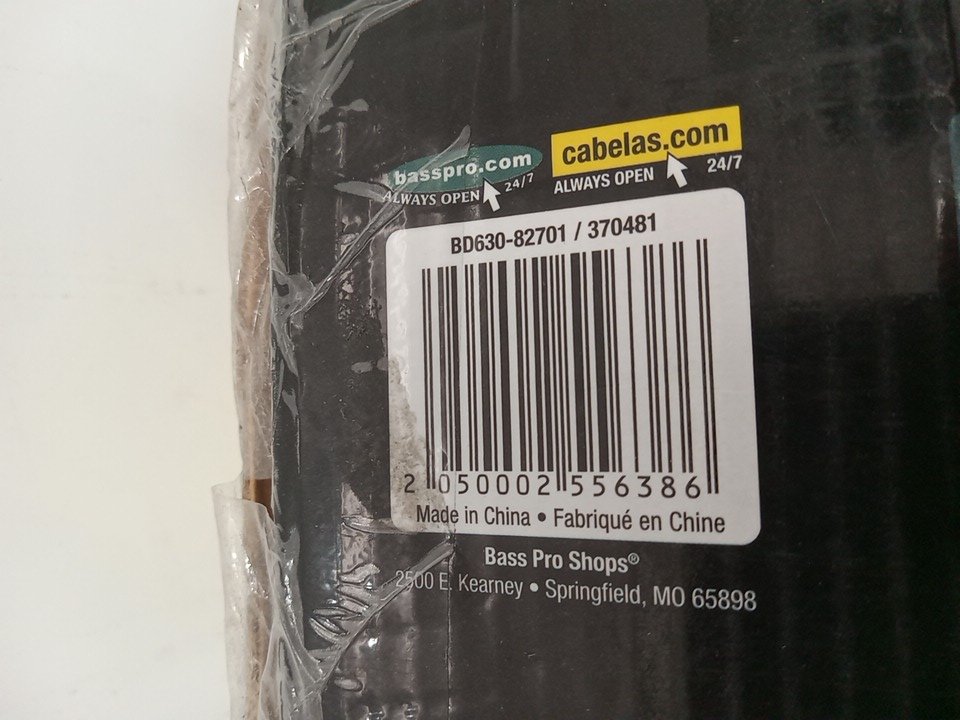 basspro.com
ALWAYS OPEN 24/7
cabelas.com
ALWAYS OPEN 24/7
BD630-82701 / 370481
2 050002 556386
Made in China • Fabriqué en Chine
Bass Pro Shops®
2500 E. Kearney • Springfield, MO 65898